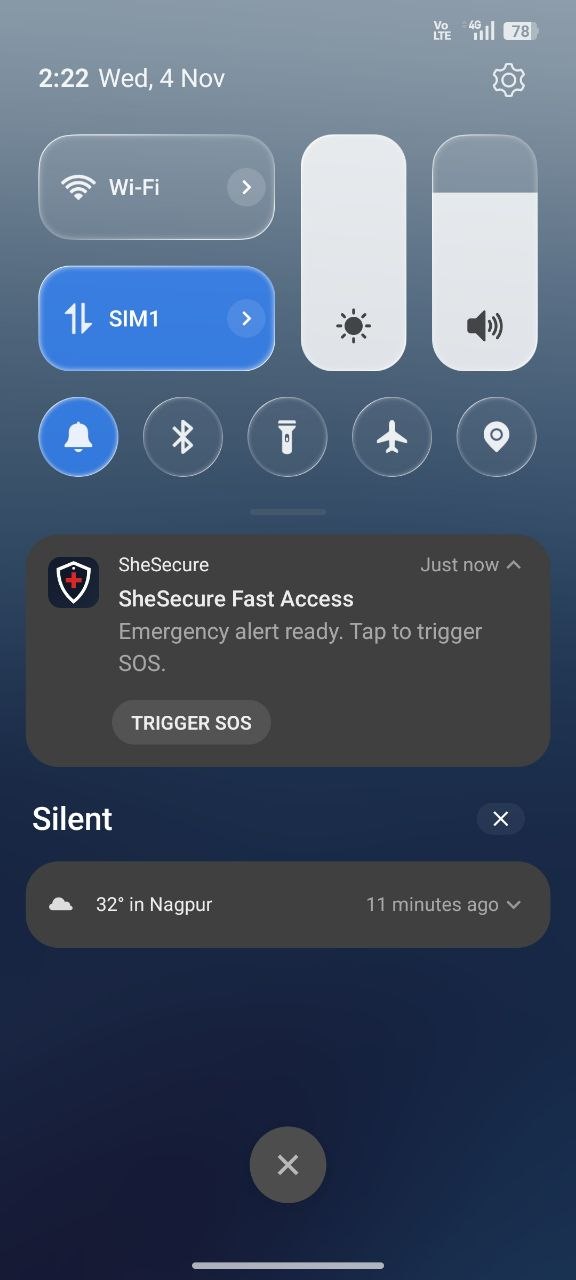 Vo LTE 4G 78
2:22 Wed, 4 Nov
Wi-Fi
SIM1
SheSecure Just now
SheSecure Fast Access
Emergency alert ready. Tap to trigger
SOS.
TRIGGER SOS
Silent
32° in Nagpur 11 minutes ago